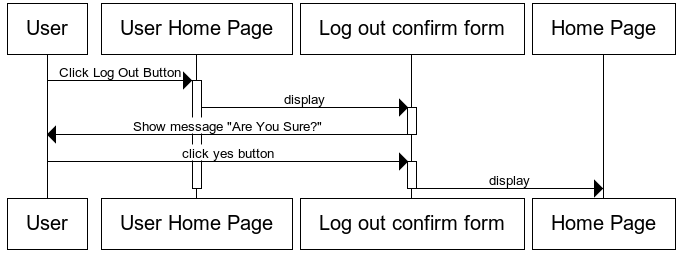 User
User Home Page
Log out confirm form
Home Page
Click Log Out Button
display
Show message "Are You Sure?"
click yes button
display
User
User Home Page
Log out confirm form
Home Page